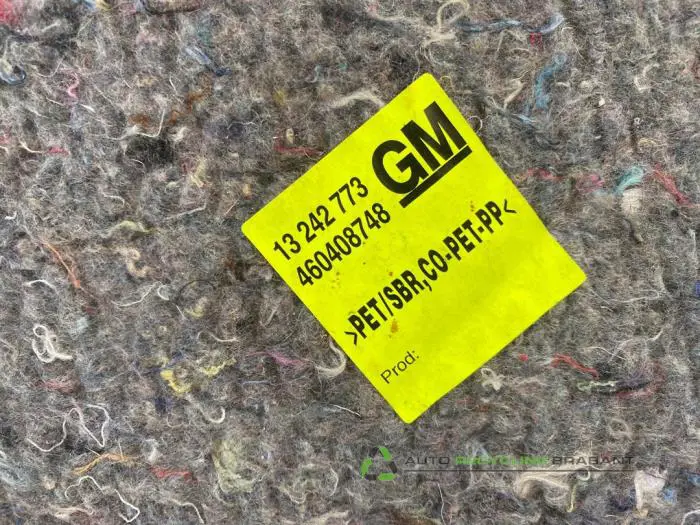 GM
13 242 773
460408748
>PET/SBR,CO-PET-PP<
Prod:
AUTO RECYCLING BRABANT